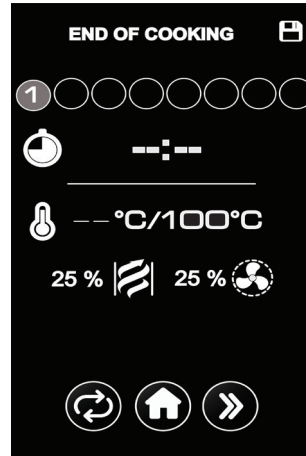 END OF COOKING
1
--:--
--°C/100°C
25 % 25 %